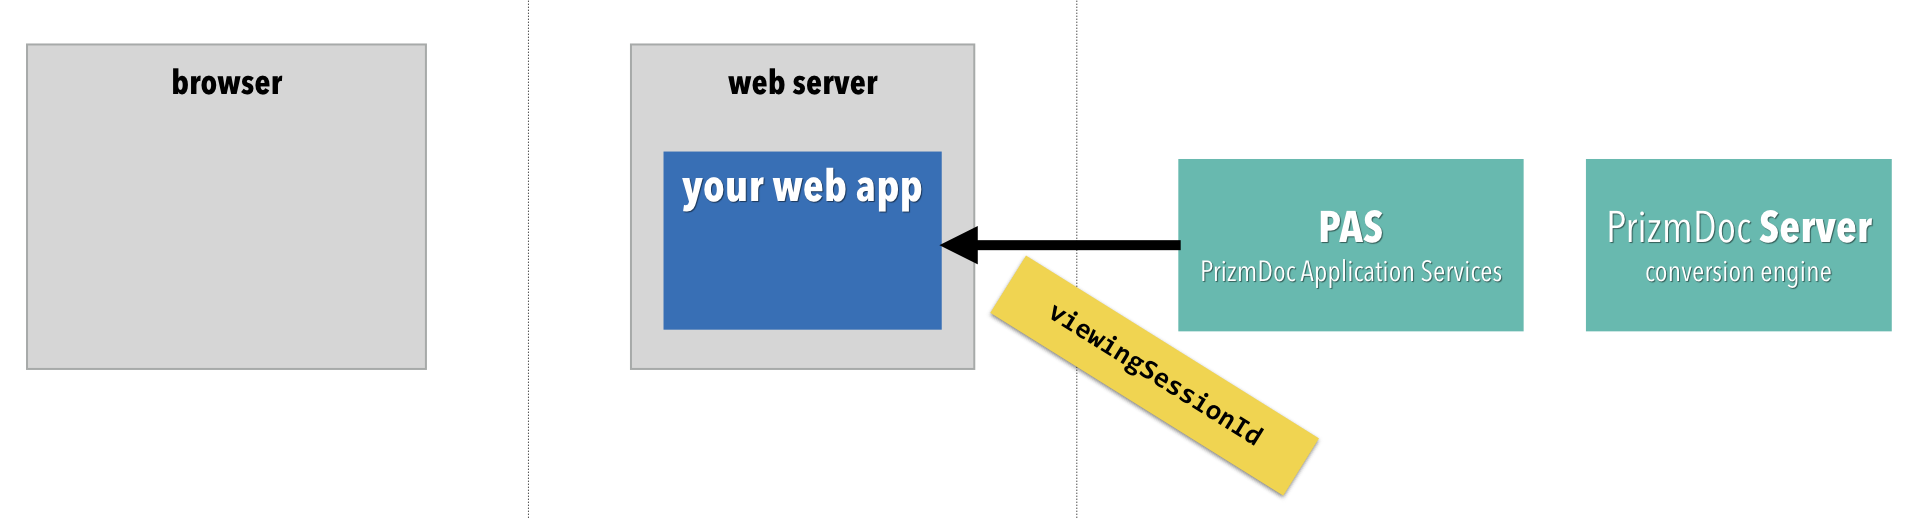 browser
web server
your web app
PAS
PrizmDoc Application Services
PrizmDoc Server
conversion engine
viewingSessionId